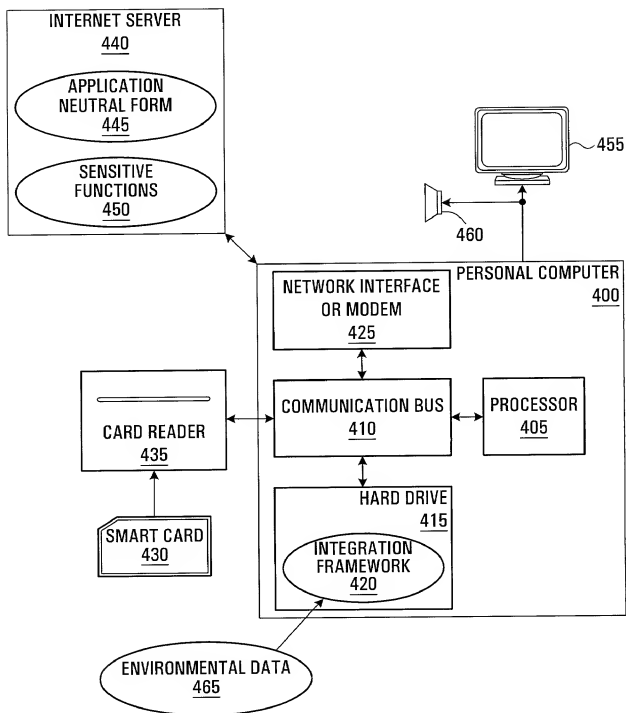 INTERNET SERVER
440
APPLICATION
NEUTRAL FORM
445
SENSITIVE
FUNCTIONS
450
455
460
PERSONAL COMPUTER
400
NETWORK INTERFACE
OR MODEM
425
COMMUNICATION BUS
410
PROCESSOR
405
CARD READER
435
HARD DRIVE
415
SMART CARD
430
INTEGRATION
FRAMEWORK
420
ENVIRONMENTAL DATA
465